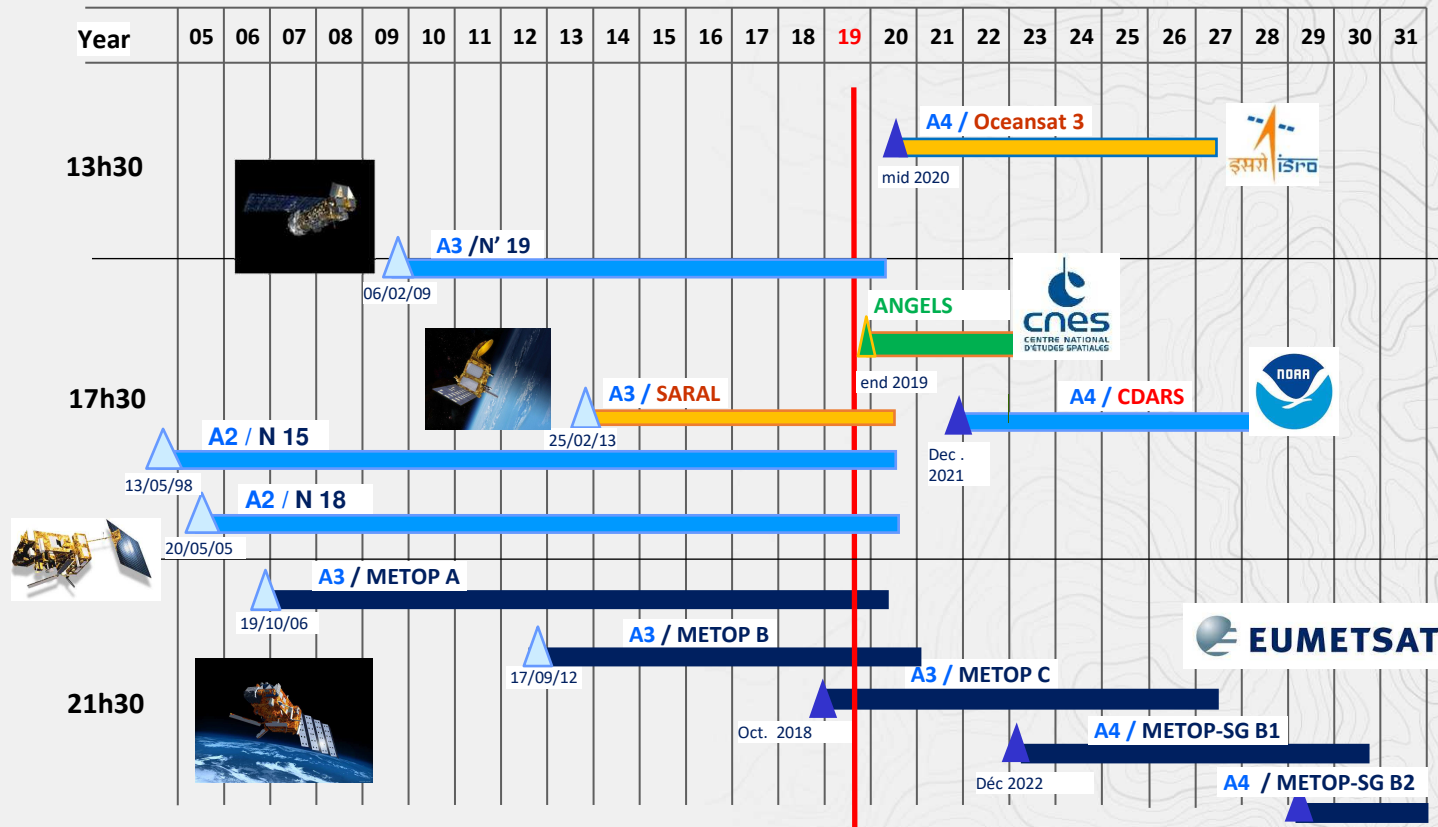 Year 05 06 07 08 09 10 11 12 13 14 15 16 17 18 19 20 21 22 23 24 25 26 27 28 29 30 31
A4 / Oceansat 3
इसरो isro
13h30
mid 2020
A3 /N' 19
06/02/09
ANGELS
cnes
CENTRE NATIONAL
D'ÉTUDES SPATIALES
end 2019
NOAA
17h30
A3 / SARAL
A4 / CDARS
25/02/13
A2 / N 15
Dec .
2021
13/05/98
A2 / N 18
20/05/05
A3 / METOP A
19/10/06
A3 / METOP B
EUMETSAT
17/09/12
A3 / METOP C
21h30
Oct. 2018
A4 / METOP-SG B1
Déc 2022
A4 / METOP-SG B2